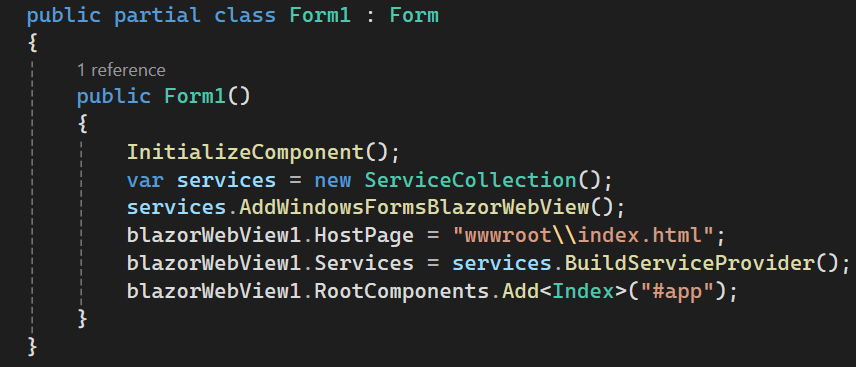 public partial class Form1 : Form
{
1 reference
public Form1()
{
InitializeComponent();
var services = new ServiceCollection();
services.AddWindowsFormsBlazorWebView();
blazorWebView1.HostPage = "wwwroot\\index.html";
blazorWebView1.Services = services.BuildServiceProvider();
blazorWebView1.RootComponents.Add<Index>("#app");
}
}